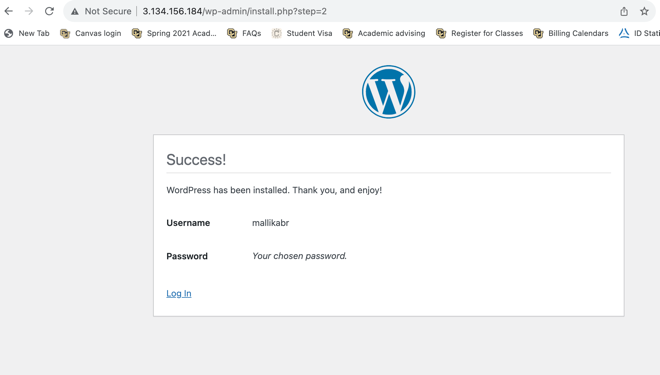 Not Secure | 3.134.156.184/wp-admin/install.php?step=2
New Tab Canvas login Spring 2021 Acad... FAQs Student Visa Academic advising Register for Classes Billing Calendars ID Stati
W
Success!
WordPress has been installed. Thank you, and enjoy!
Username mallikabr
Password Your chosen password.
Log In